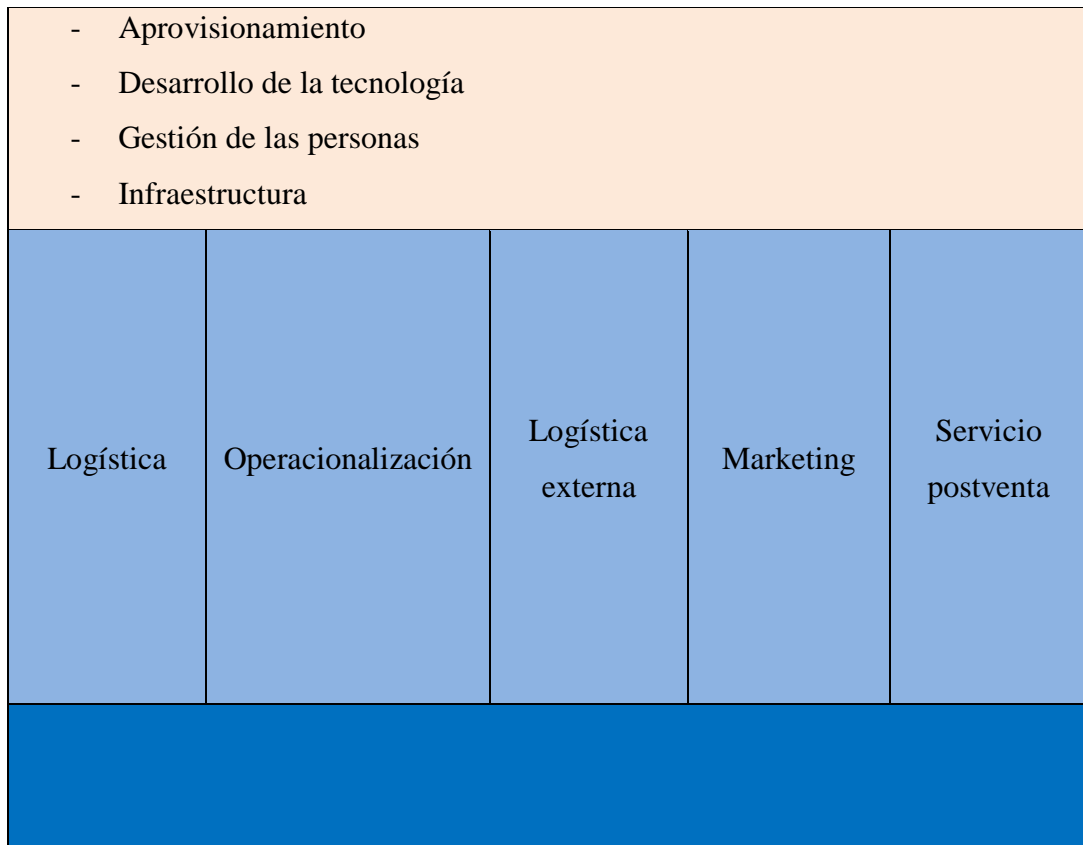 - Aprovisionamiento
- Desarrollo de la tecnología
- Gestión de las personas
- Infraestructura
Logística
Operacionalización
Logística
externa
Marketing
Servicio
postventa